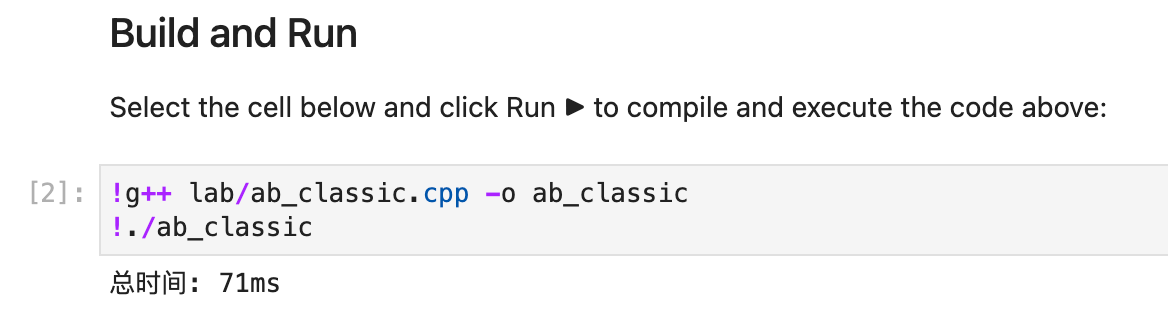 Build and Run
Select the cell below and click Run ▶ to compile and execute the code above:
[2]: !g++ lab/ab_classic.cpp -o ab_classic
!./ab_classic
总时间: 71ms